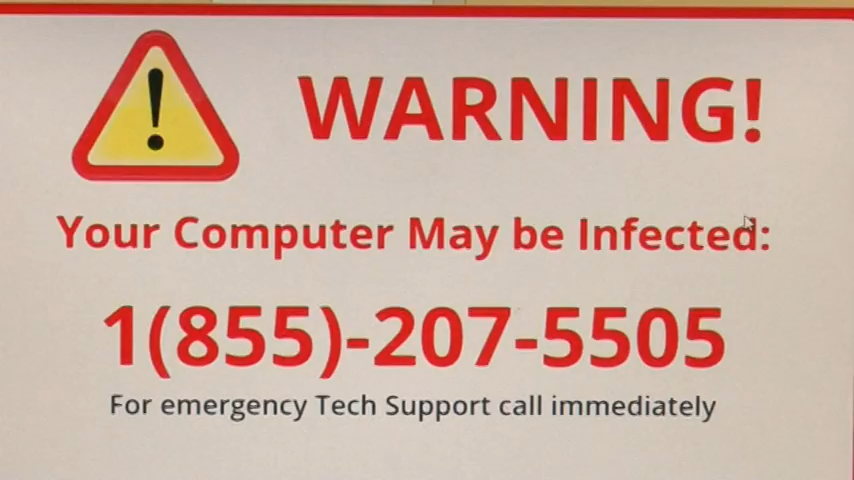 WARNING!
Your Computer May be Infected:
1(855)-207-5505
For emergency Tech Support call immediately